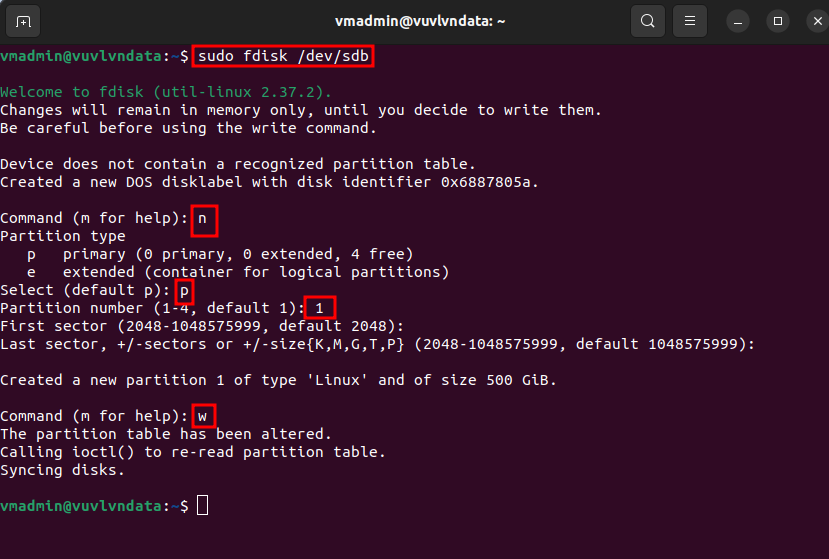 vmadmin@vuvlvndata: ~
vmadmin@vuvlvndata:~$ sudo fdisk /dev/sdb
Welcome to fdisk (util-linux 2.37.2).
Changes will remain in memory only, until you decide to write them.
Be careful before using the write command.
Device does not contain a recognized partition table.
Created a new DOS disklabel with disk identifier 0x6887805a.
Command (m for help): n
Partition type
p   primary (0 primary, 0 extended, 4 free)
e   extended (container for logical partitions)
Select (default p): p
Partition number (1-4, default 1): 1
First sector (2048-1048575999, default 2048):
Last sector, +/-sectors or +/-size{K,M,G,T,P} (2048-1048575999, default 1048575999):
Created a new partition 1 of type 'Linux' and of size 500 GiB.
Command (m for help): w
The partition table has been altered.
Calling ioctl() to re-read partition table.
Syncing disks.
vmadmin@vuvlvndata:~$